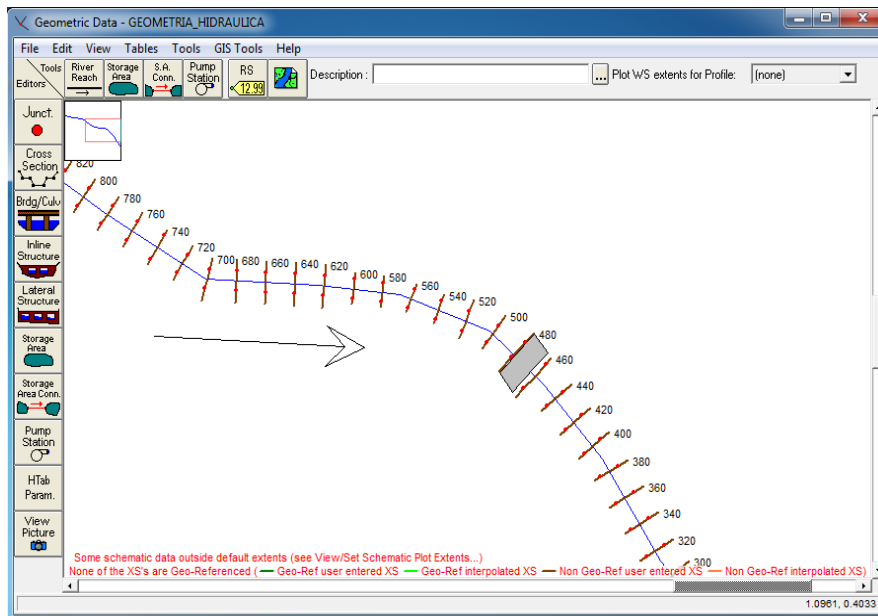 Geometric Data - GEOMETRIA_HIDRAULICA
File Edit View Tables Tools GIS Tools Help
Tools
Editors
River
Reach
Storage
Area
S.A.
Conn.
Pump
Station
RS
12.99
Description :
...
Plot WS extents for Profile:
(none)
Junct.
Cross
Section
Brdg/Culv
Inline
Structure
Lateral
Structure
Storage
Area
Storage
Area Conn.
Pump
Station
HTab
Param.
View
Picture
820
800
780
760
740
720
700
680
660
640
620
600
580
560
540
520
500
480
460
440
420
400
380
360
340
320
300
Some schematic data outside default extents (see View/Set Schematic Plot Extents...)
None of the XS's are Geo-Referenced ( Geo-Ref user entered XS Geo-Ref interpolated XS Non Geo-Ref user entered XS Non Geo-Ref interpolated XS)
1.0961, 0.4033